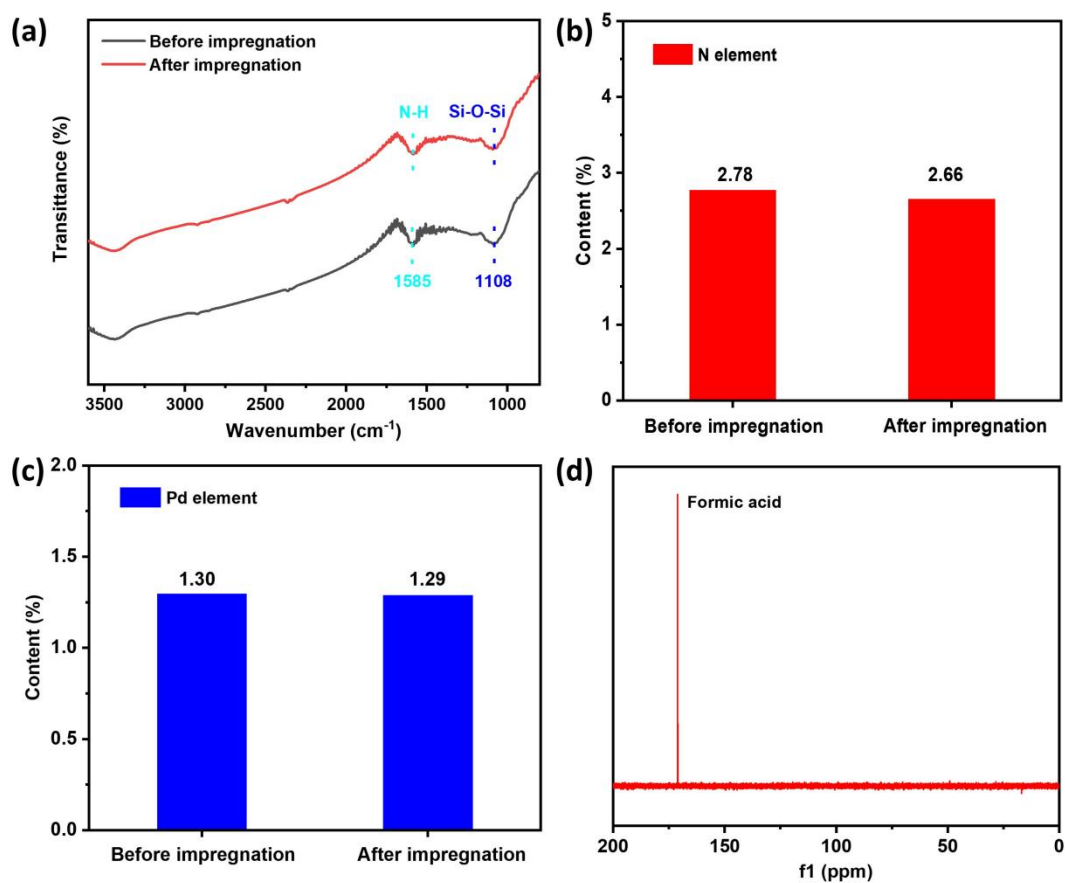 (a)
Before impregnation
After impregnation
N-H
Si-O-Si
1585
1108
Transittance (%)
3500 3000 2500 2000 1500 1000
Wavenumber (cm⁻¹)
(b)
N element
2.78
2.66
Content (%)
5
4
3
2
1
0
Before impregnation
After impregnation
(c)
Pd element
1.30
1.29
Content (%)
2.0
1.5
1.0
0.5
0.0
Before impregnation
After impregnation
(d)
Formic acid
200 150 100 50 0
f1 (ppm)